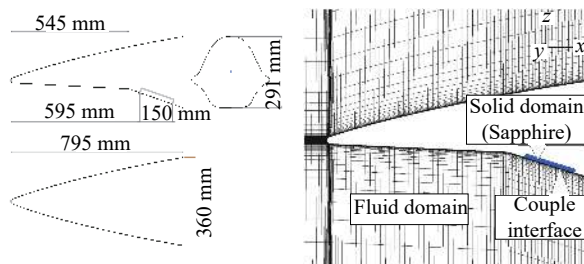 545 mm
291 mm
595 mm
150 mm
795 mm
360 mm
z
y
x
Solid domain
(Sapphire)
Fluid domain
Couple
interface